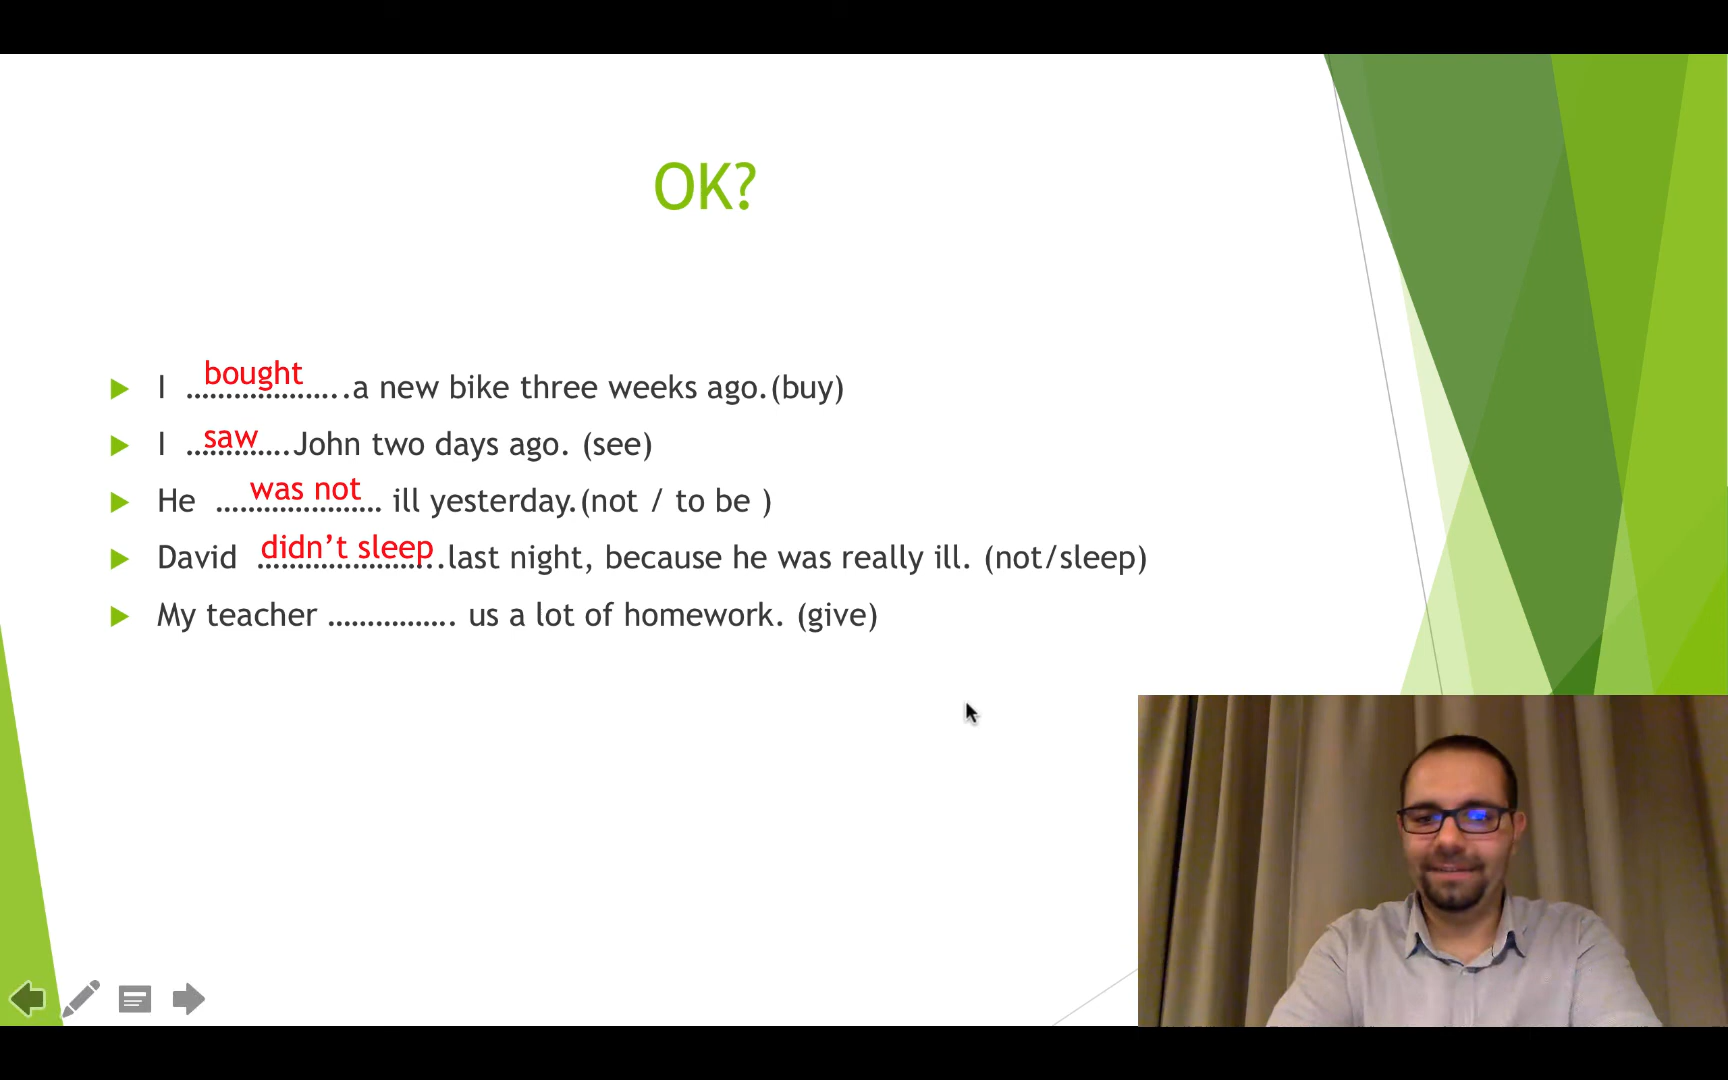 OK?
I bought ………………...a new bike three weeks ago.(buy)
I saw ………….John two days ago. (see)
He was not ………………… ill yesterday.(not / to be )
David didn’t sleep …………………..last night, because he was really ill. (not/sleep)
My teacher ……………. us a lot of homework. (give)